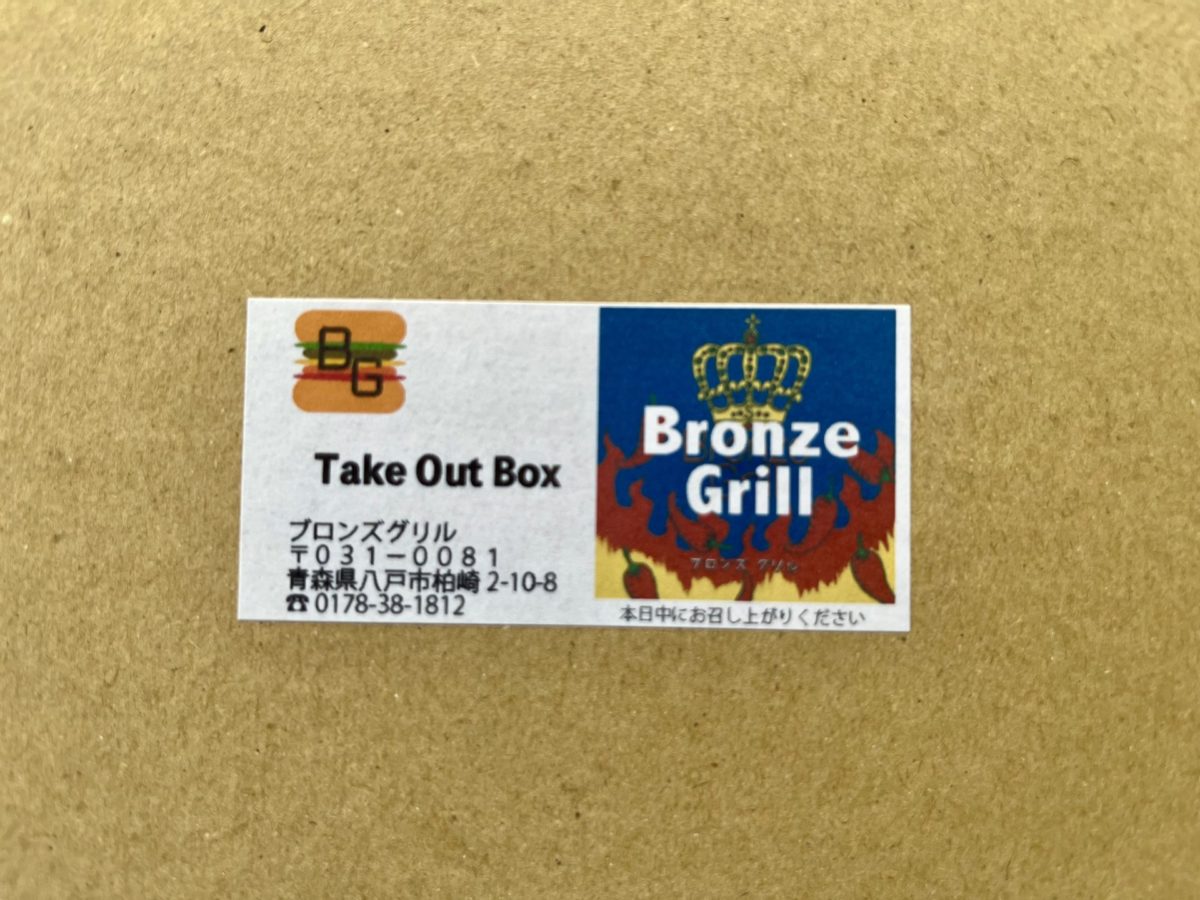 BG
Take Out Box
ブロンズグリル
〒031-0081
青森県八戸市柏崎 2-10-8
☎ 0178-38-1812
Bronze
Grill
ブロンズ グリル
本日中にお召し上がりください